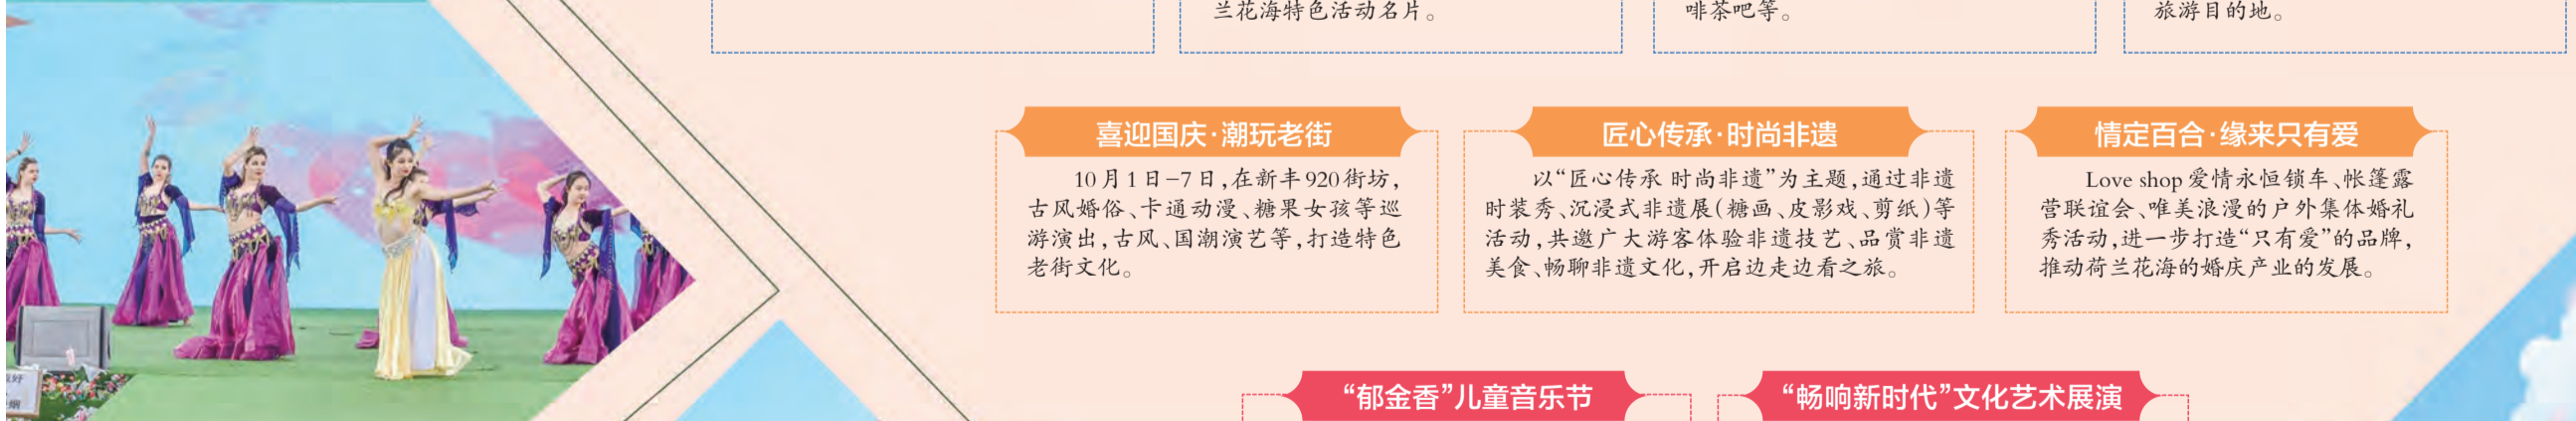 兰花海特色活动名片。
啡茶吧等。
旅游目的地。
喜迎国庆·潮玩老街
10月1日-7日,在新丰920街坊,
古风婚俗、卡通动漫、糖果女孩等巡
游演出,古风、国潮演艺等,打造特色
老街文化。
匠心传承·时尚非遗
以“匠心传承 时尚非遗”为主题,通过非遗
时装秀、沉浸式非遗展(糖画、皮影戏、剪纸)等
活动,共邀广大游客体验非遗技艺、品赏非遗
美食、畅聊非遗文化,开启边走边看之旅。
情定百合·缘来只有爱
Love shop 爱情永恒锁车、帐篷露
营联谊会、唯美浪漫的户外集体婚礼
秀活动,进一步打造“只有爱”的品牌,
推动荷兰花海的婚庆产业的发展。
“郁金香”儿童音乐节
“畅响新时代”文化艺术展演